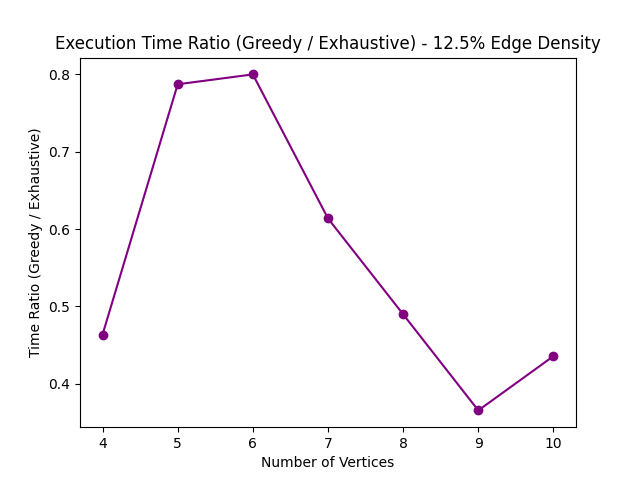 Execution Time Ratio (Greedy / Exhaustive) - 12.5% Edge Density
Time Ratio (Greedy / Exhaustive)
0.8
0.7
0.6
0.5
0.4
4 5 6 7 8 9 10
Number of Vertices